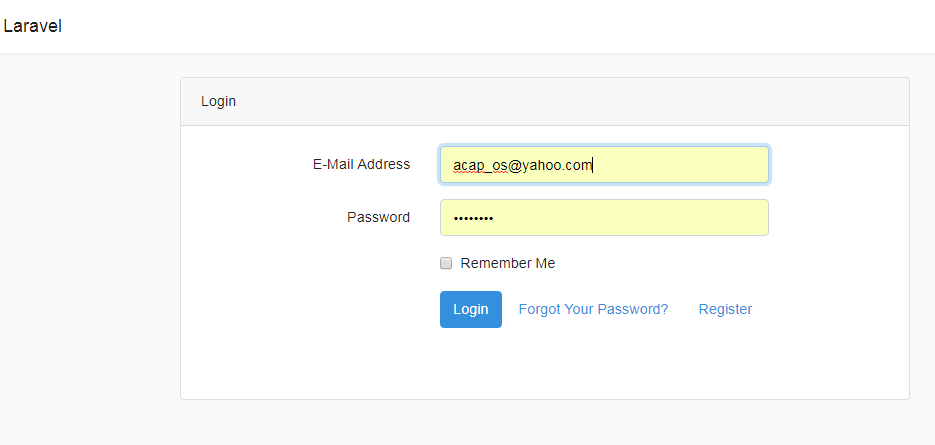 Laravel
Login
E-Mail Address acap_os@yahoo.com
Password ••••••••
Remember Me
Login Forgot Your Password? Register